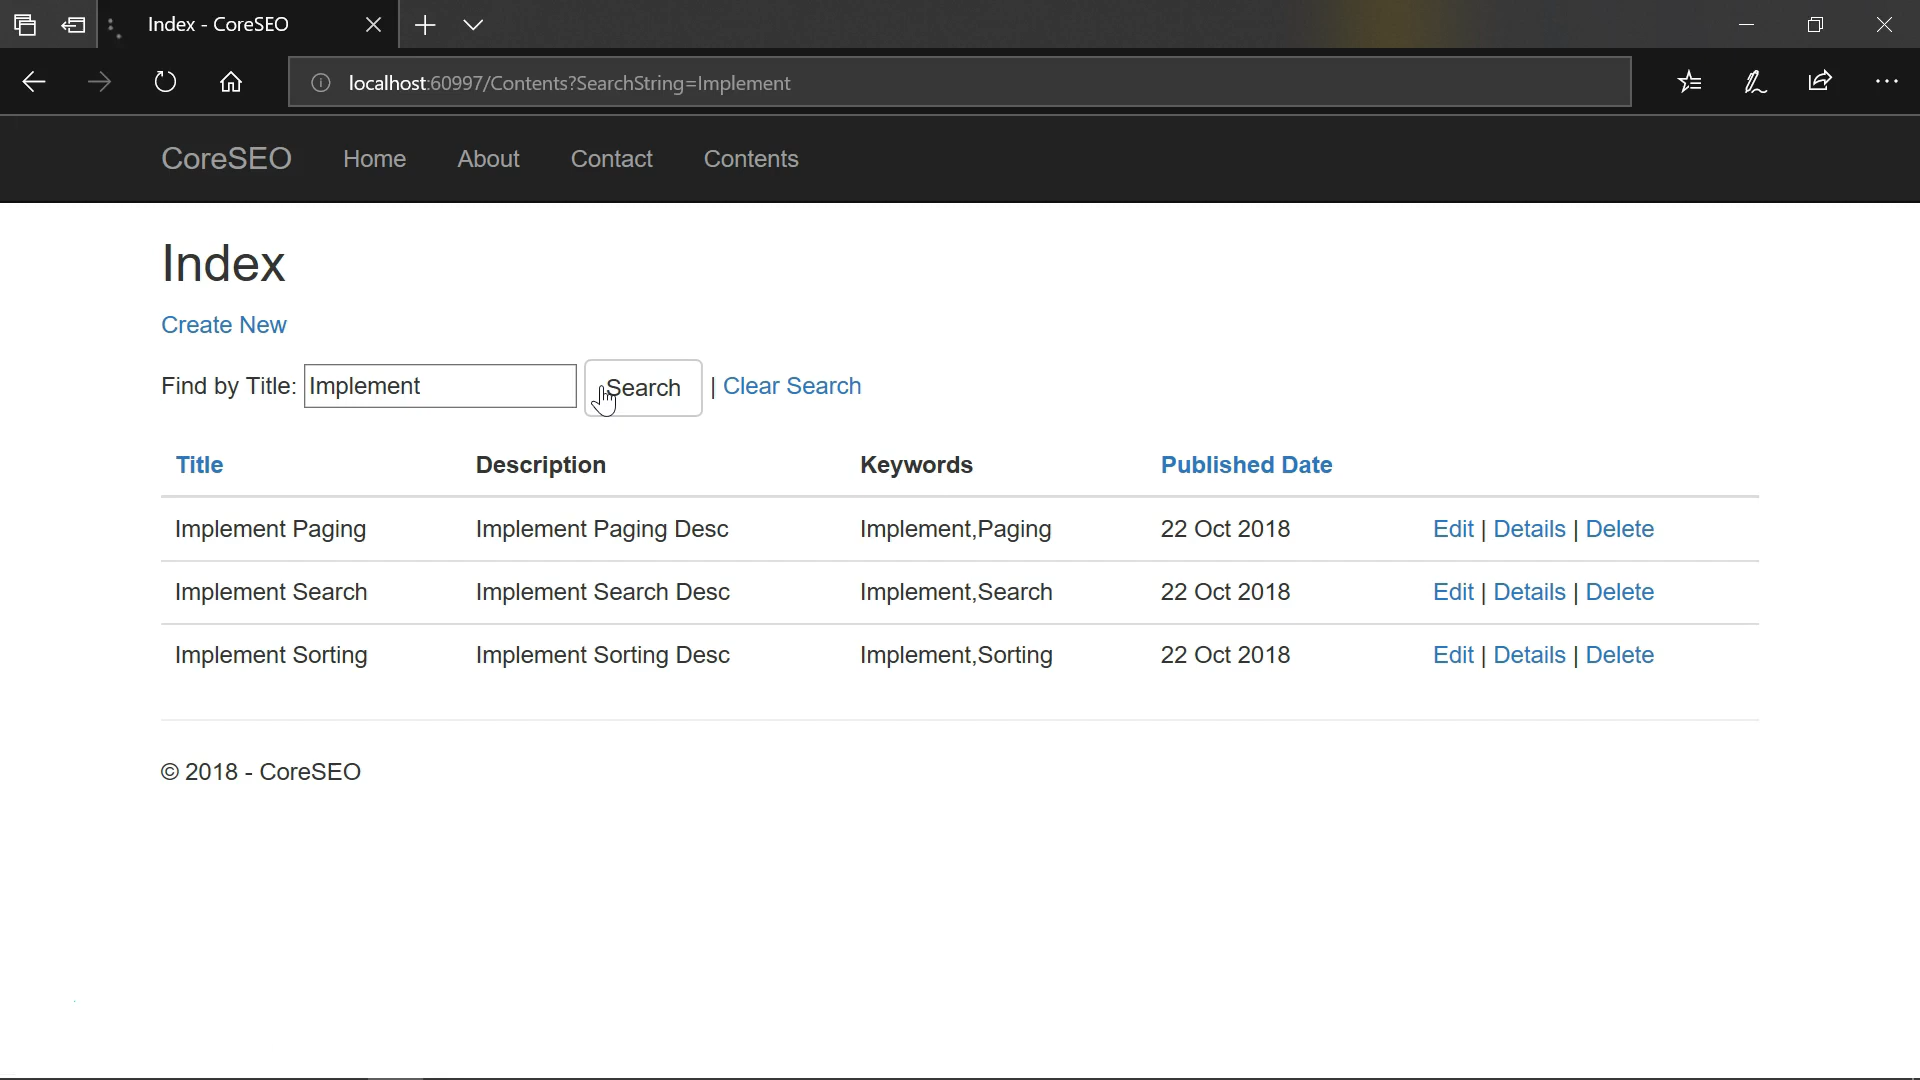 Index - CoreSEO
localhost:60997/Contents?SearchString=Implement
CoreSEO Home About Contact Contents
Index
Create New
Find by Title: Implement Search | Clear Search
Title Description Keywords Published Date
Implement Paging Implement Paging Desc Implement,Paging 22 Oct 2018 Edit | Details | Delete
Implement Search Implement Search Desc Implement,Search 22 Oct 2018 Edit | Details | Delete
Implement Sorting Implement Sorting Desc Implement,Sorting 22 Oct 2018 Edit | Details | Delete
© 2018 - CoreSEO